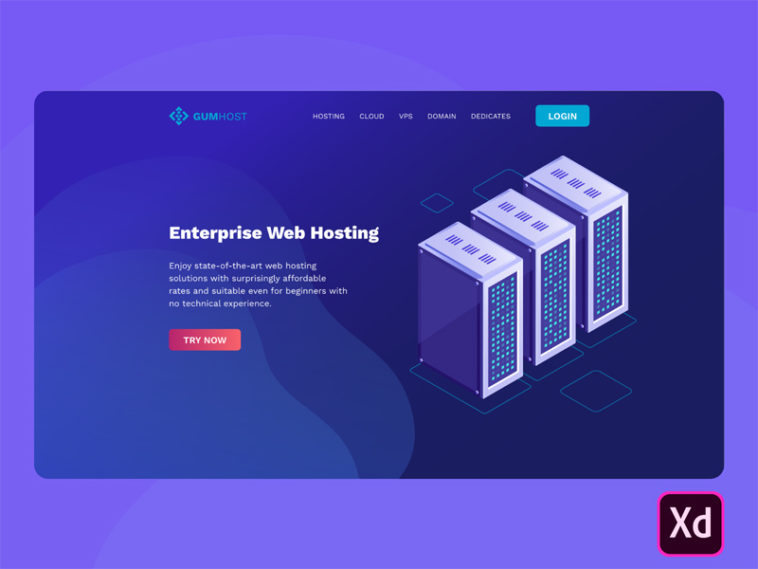 GUMHOST
HOSTING CLOUD VPS DOMAIN DEDICATES LOGIN
Enterprise Web Hosting
Enjoy state-of-the-art web hosting
solutions with surprisingly affordable
rates and suitable even for beginners with
no technical experience.
TRY NOW
Xd